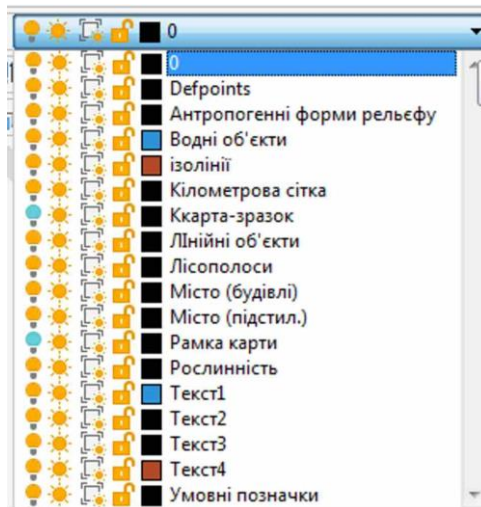 0
0
Defpoints
Антропогенні форми рельєфу
Водні об'єкти
ізолінії
Кілометрова сітка
Ккарта-зразок
ЛІнійні об'єкти
Лісополоси
Місто (будівлі)
Місто (підстил.)
Рамка карти
Рослинність
Текст1
Текст2
Текст3
Текст4
Умовні позначки